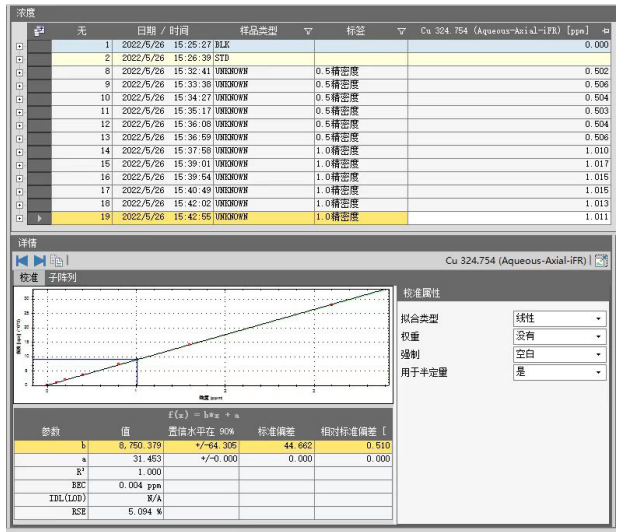 浓度
无 日期 / 时间 样品类型 标签 Cu 324.754 (Aqueous-Axial-iFR) [ppm]
1 2022/5/26 15:25:27 BLK 0.000
2 2022/5/26 15:26:39 STD
8 2022/5/26 15:32:41 UNKNOWN 0.5精密度 0.502
9 2022/5/26 15:33:38 UNKNOWN 0.5精密度 0.506
10 2022/5/26 15:34:27 UNKNOWN 0.5精密度 0.504
11 2022/5/26 15:35:17 UNKNOWN 0.5精密度 0.503
12 2022/5/26 15:36:08 UNKNOWN 0.5精密度 0.504
13 2022/5/26 15:36:59 UNKNOWN 0.5精密度 0.506
14 2022/5/26 15:37:58 UNKNOWN 1.0精密度 1.010
15 2022/5/26 15:39:01 UNKNOWN 1.0精密度 1.017
16 2022/5/26 15:39:54 UNKNOWN 1.0精密度 1.015
17 2022/5/26 15:40:49 UNKNOWN 1.0精密度 1.015
18 2022/5/26 15:42:02 UNKNOWN 1.0精密度 1.013
19 2022/5/26 15:42:55 UNKNOWN 1.0精密度 1.011
详情
Cu 324.754 (Aqueous-Axial-iFR)
校准 子阵列
校准属性
拟合类型 线性
权重 没有
强制 空白
用于半定量 是
f(x) = b*x + a
参数 值 置信水平在 90% 标准偏差 相对标准偏差 [
b 8,750.379 +/-64.305 44.662 0.510
a 31.453 +/-0.000 0.000 0.000
R² 1.000
BEC 0.004 ppm
IDL(LOD) N/A
RSE 5.094 %